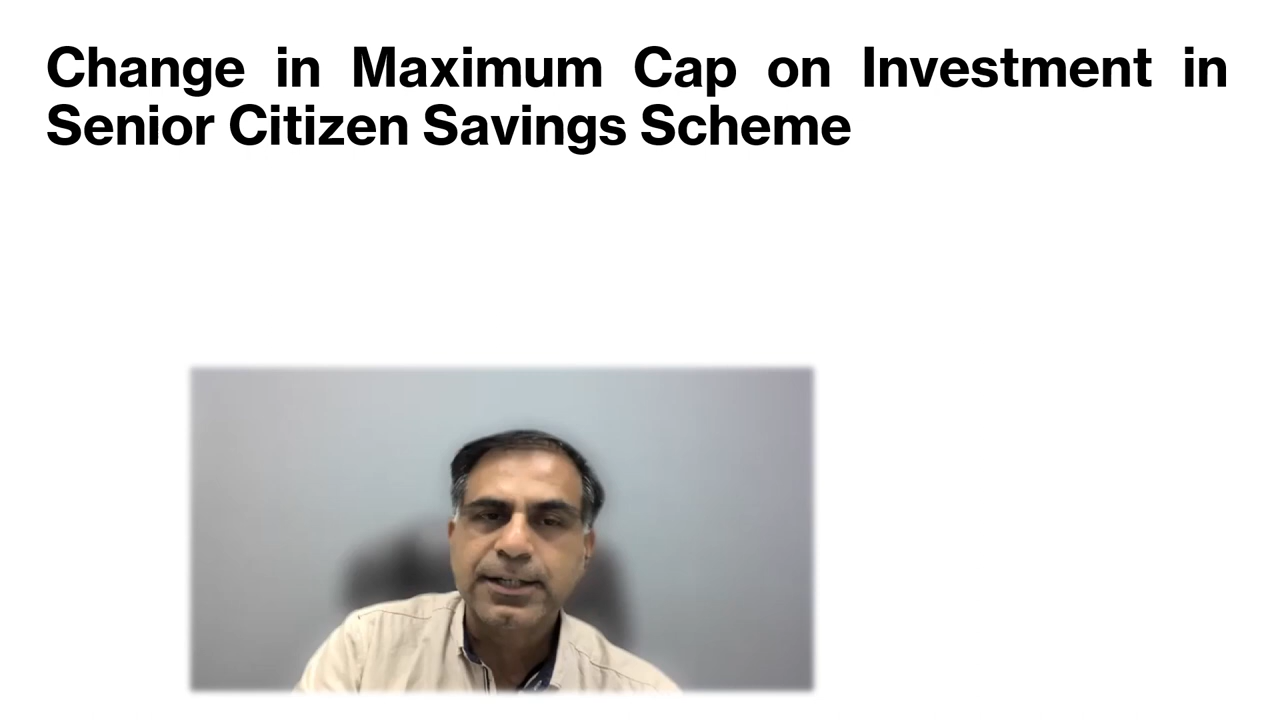 Change in Maximum Cap on Investment in
Senior Citizen Savings Scheme